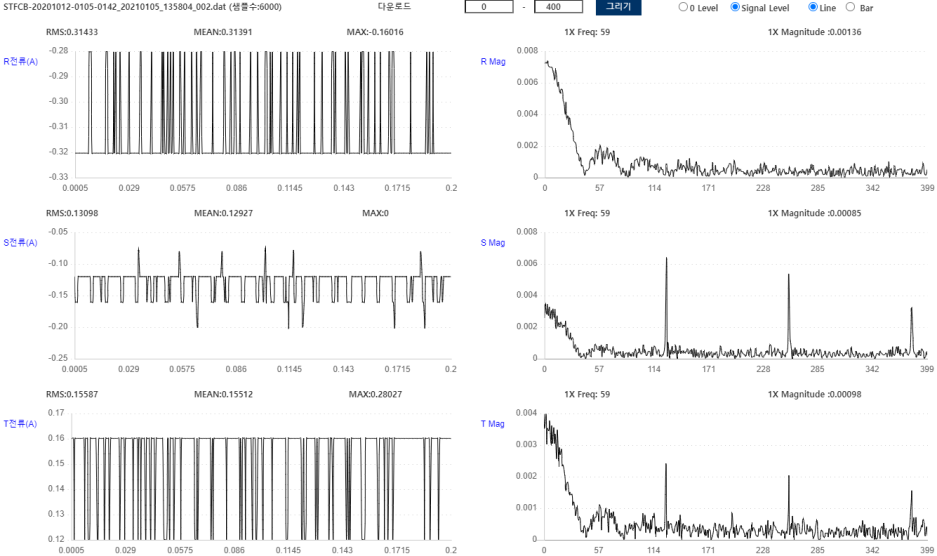 STFCB-20201012-0105-0142_20210105_135804_002.dat (샘플수:6000) 다운로드 0 - 400 그리기 0 Level Signal Level Line Bar
RMS:0.31433 MEAN:0.31391 MAX:-0.16016 1X Freq: 59 1X Magnitude :0.00136
R전류(A) R Mag
-0.28
-0.29
-0.30
-0.31
-0.32
-0.33
0.0005 0.029 0.0575 0.086 0.1145 0.143 0.1715 0.2
0.008
0.006
0.004
0.002
0
0 57 114 171 228 285 342 399
RMS:0.13098 MEAN:0.12927 MAX:0 1X Freq: 59 1X Magnitude :0.00085
S전류(A) S Mag
-0.05
-0.10
-0.15
-0.20
-0.25
0.0005 0.029 0.0575 0.086 0.1145 0.143 0.1715 0.2
0.008
0.006
0.004
0.002
0
0 57 114 171 228 285 342 399
RMS:0.15587 MEAN:0.15512 MAX:0.28027 1X Freq: 59 1X Magnitude :0.00098
T전류(A) T Mag
0.17
0.16
0.15
0.14
0.13
0.12
0.0005 0.029 0.0575 0.086 0.1145 0.143 0.1715 0.2
0.004
0.003
0.002
0.001
0
0 57 114 171 228 285 342 399